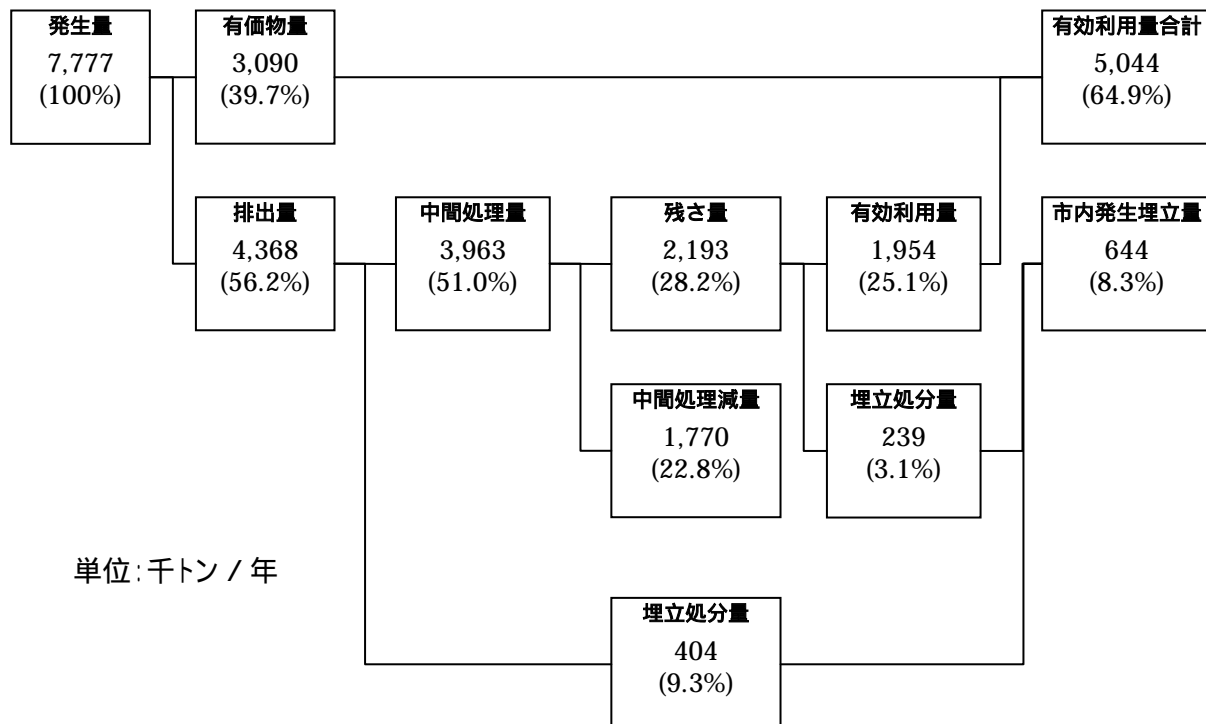 発生量
7,777
(100%)
有価物量
3,090
(39.7%)
有効利用量合計
5,044
(64.9%)
排出量
4,368
(56.2%)
中間処理量
3,963
(51.0%)
残さ量
2,193
(28.2%)
有効利用量
1,954
(25.1%)
市内発生埋立量
644
(8.3%)
中間処理減量
1,770
(22.8%)
埋立処分量
239
(3.1%)
単位:千トン / 年
埋立処分量
404
(9.3%)